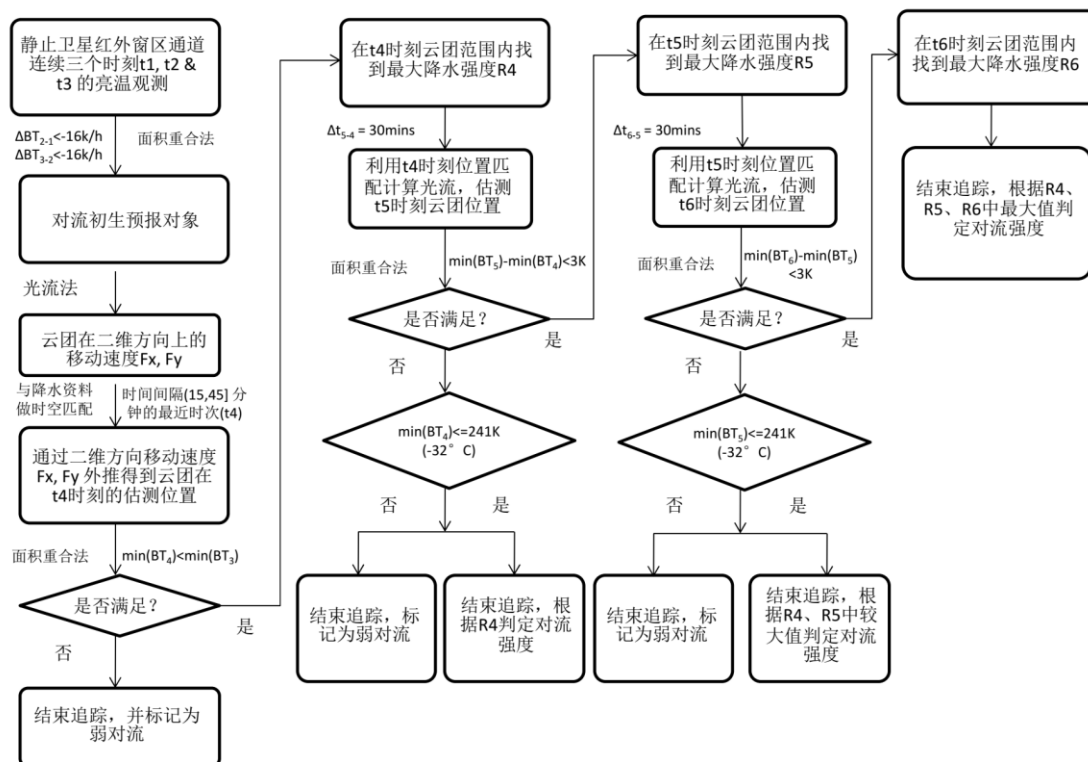 静止卫星红外窗区通道
连续三个时刻t1, t2 &
t3 的亮温观测
ΔBT₂₋₁<-16k/h
ΔBT₃₋₂<-16k/h
面积重合法
对流初生预报对象
光流法
云团在二维方向上的
移动速度Fx, Fy
与降水资料
做时空匹配
时间间隔(15,45] 分
钟的最近时次(t4)
通过二维方向移动速度
Fx, Fy 外推得到云团在
t4时刻的估测位置
面积重合法
min(BT₄)<min(BT₃)
是否满足?
是
否
结束追踪，并标记为
弱对流
在t4时刻云团范围内找
到最大降水强度R4
Δt₅₋₄ = 30mins
利用t4时刻位置匹
配计算光流，估测
t5时刻云团位置
面积重合法
min(BT₅)-min(BT₄)<3K
是否满足?
是
否
min(BT₄)<=241K
(-32° C)
否
是
结束追踪，标
记为弱对流
结束追踪，根
据R4判定对流
强度
在t5时刻云团范围内找
到最大降水强度R5
Δt₆₋₅ = 30mins
利用t5时刻位置匹
配计算光流，估测
t6时刻云团位置
面积重合法
min(BT₆)-min(BT₅)
<3K
是否满足?
是
否
min(BT₅)<=241K
(-32° C)
否
是
结束追踪，标
记为弱对流
结束追踪，根
据R4、R5中较
大值判定对流
强度
在t6时刻云团范围内
找到最大降水强度R6
结束追踪，根据R4、
R5、R6中最大值判
定对流强度